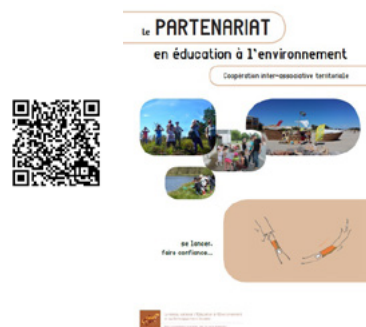 le PARTENARIAT
en éducation à l'environnement
Coopération inter-associative territoriale
se lancer,
faire confiance...